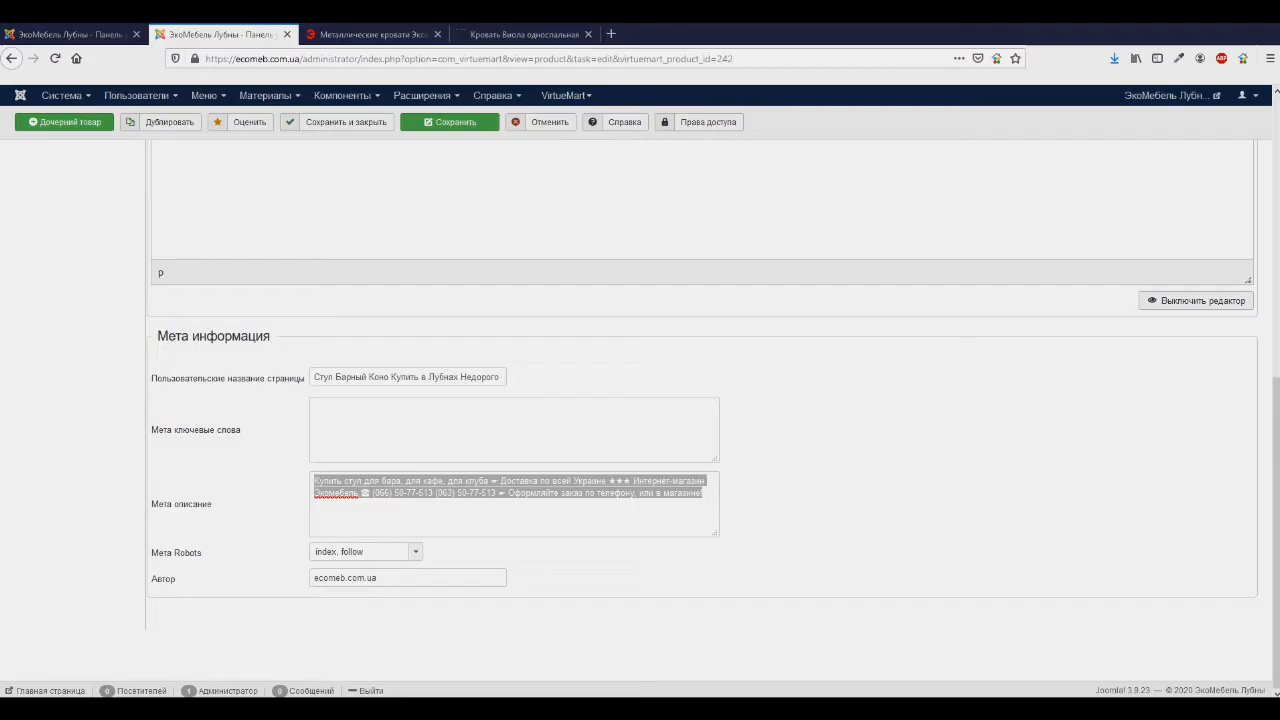 ЭкоМебель Лубны - Панель у
ЭкоМебель Лубны - Панель у
Металлические кровати Эко
Кровать Виола односпальная
https://ecomeb.com.ua/administrator/index.php?option=com_virtuemart&view=product&task=edit&virtuemart_product_id=242
ABP
Система Пользователи Меню Материалы Компоненты Расширения Справка VirtueMart ЭкоМебель Лубн...
Дочерний товар Дублировать Оценить Сохранить и закрыть Сохранить Отменить Справка Права доступа
p
Выключить редактор
Мета информация
Пользовательские название страницы Стул Барный Коно Купить в Лубнах Недорого
Мета ключевые слова
Мета описание
Купить стул для бара, для кафе, для клуба ☛ Доставка по всей Украине ★★★ Интернет-магазин
Экомебель ☎ (066) 50-77-513 (063) 50-77-513 ☛ Оформляйте заказ по телефону, или в магазине!
Мета Robots index, follow
Автор ecomeb.com.ua
Главная страница 0 Посетителей 1 Администратор 0 Сообщений Выйти Joomla! 3.9.23 — © 2020 ЭкоМебель Лубны